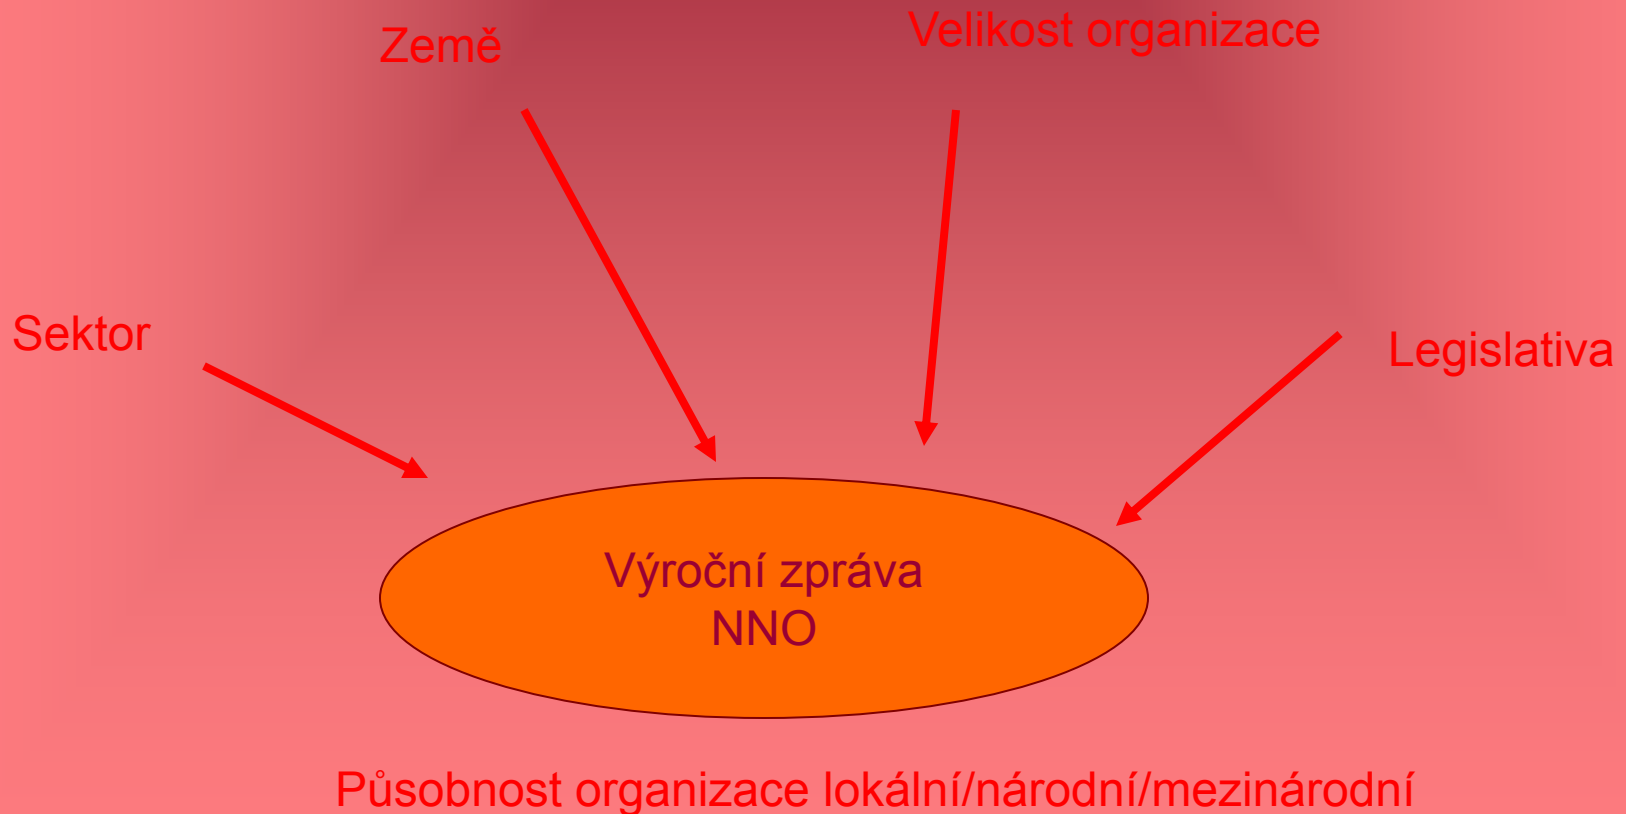 Země
Velikost organizace
Sektor
Legislativa
Výroční zpráva
NNO
Působnost organizace lokální/národní/mezinárodní